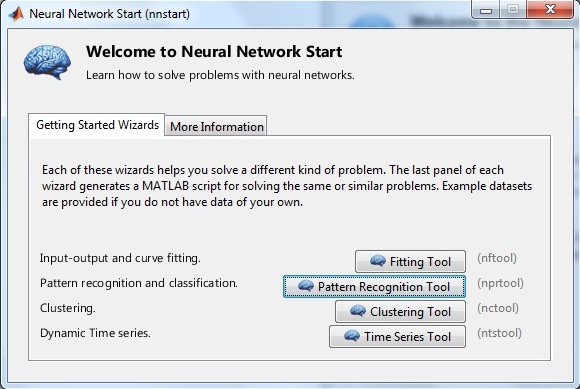 Neural Network Start (nnstart)
Welcome to Neural Network Start
Learn how to solve problems with neural networks.
Getting Started Wizards More Information
Each of these wizards helps you solve a different kind of problem. The last panel of each
wizard generates a MATLAB script for solving the same or similar problems. Example datasets
are provided if you do not have data of your own.
Input-output and curve fitting. Fitting Tool (nftool)
Pattern recognition and classification. Pattern Recognition Tool (nprtool)
Clustering. Clustering Tool (nctool)
Dynamic Time series. Time Series Tool (ntstool)